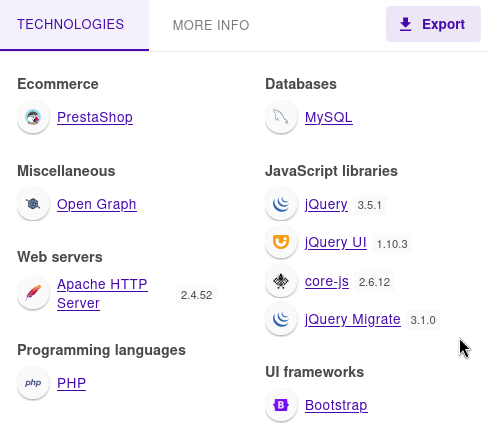 TECHNOLOGIES
MORE INFO
Export
Ecommerce
PrestaShop
Miscellaneous
Open Graph
Web servers
Apache HTTP
Server
2.4.52
Programming languages
php
PHP
Databases
MySQL
JavaScript libraries
jQuery 3.5.1
jQuery UI 1.10.3
core-js 2.6.12
jQuery Migrate 3.1.0
UI frameworks
B
Bootstrap